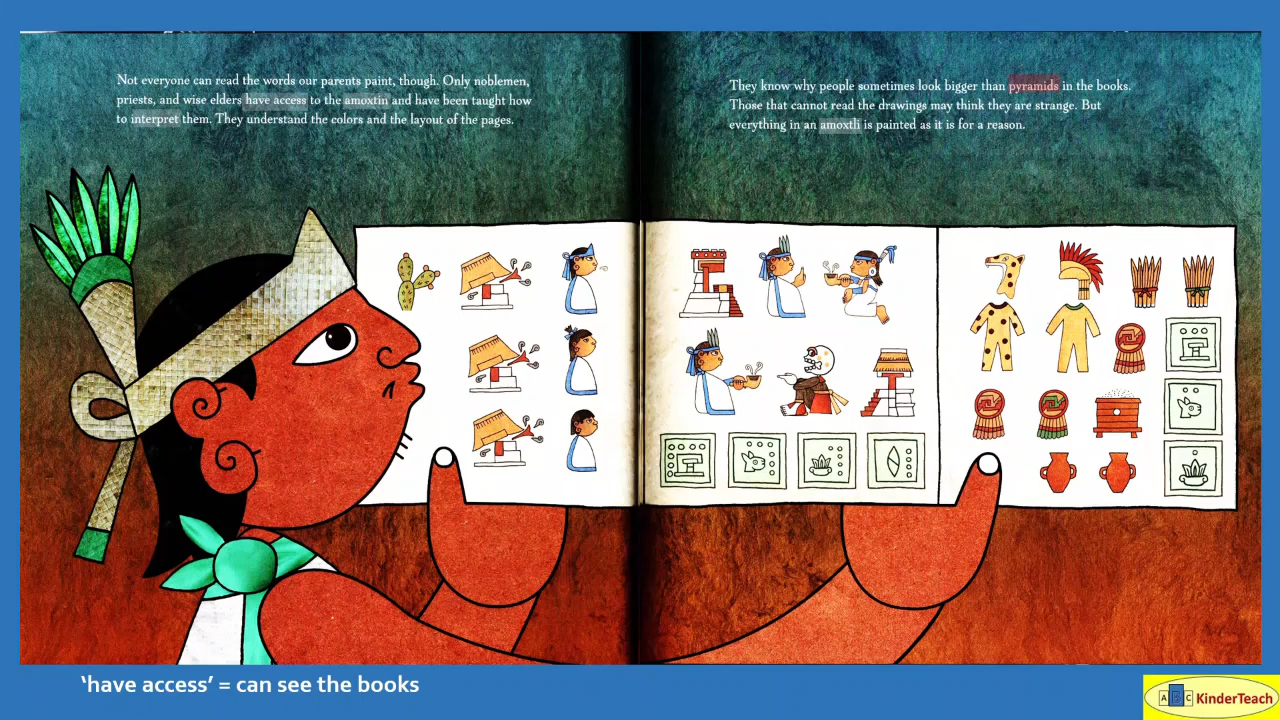 Not everyone can read the words our parents paint, though. Only noblemen,
priests, and wise elders have access to the amoxtin and have been taught how
to interpret them. They understand the colors and the layout of the pages.
They know why people sometimes look bigger than pyramids in the books.
Those that cannot read the drawings may think they are strange. But
everything in an amoxtli is painted as it is for a reason.
‘have access’ = can see the books
ABC KinderTeach